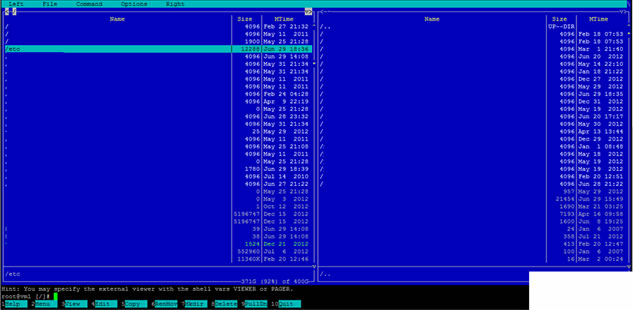 Left File Command Options Right
Name Size MTime Name Size MTime
/ 4096 Feb 27 21:32 /.. UP--DIR
/ 4096 May 11 2011 / 4096 Feb 18 07:53
/ 1900 May 25 21:28 / 4096 Feb 18 07:53
/etc 12288 Jun 29 18:36 / 4096 Mar 1 21:40
4096 Jun 29 14:08 / 4096 Jun 20 2012
4096 May 31 21:34 / 4096 May 14 22:10
4096 May 31 21:34 / 4096 Jan 18 21:22
4096 May 11 2011 / 4096 Dec 27 2012
4096 May 11 2011 / 4096 May 29 2012
4096 Feb 24 04:28 / 4096 Jun 29 18:35
4096 Apr 9 22:19 / 4096 Dec 31 2012
0 May 25 21:28 / 4096 May 19 2012
4096 Jun 28 23:32 / 4096 Jun 20 17:17
4096 May 31 21:34 / 4096 May 30 2012
25 May 29 2012 / 4096 Apr 13 13:44
4096 May 11 2011 / 4096 Dec 29 2012
4096 May 25 21:08 / 4096 Jan 1 08:48
4096 May 11 2011 / 4096 May 18 2012
0 May 25 21:28 / 4096 May 19 2012
1780 Jun 29 18:39 / 4096 May 19 2012
4096 Jul 14 2010 / 4096 Feb 20 12:51
4096 Jun 27 21:22 / 4096 Jun 28 21:22
0 May 25 21:28 957 May 29 2012
0 May 3 2012 21454 Jun 29 15:49
1 Oct 12 2012 1690 Mar 21 03:25
5196747 Dec 15 2012 7193 Apr 16 09:58
5196747 Dec 15 2012 1600 Jun 8 19:25
39 Jun 29 14:08 24 Jan 6 2007
39 Jun 29 14:08 358 Jul 21 2012
1524 Dec 21 2012 413 Feb 20 12:47
552960 Jul 6 2012 100 Jan 6 2007
11360K Feb 20 12:46 16 Mar 2 00:24
/etc /..
371G (92%) of 400G
Hint: You may specify the external viewer with the shell vars VIEWER or PAGER.
root@vm1 [/]#
1Help 2Menu 3View 4Edit 5Copy 6RenMov 7Mkdir 8Delete 9PullDn 10Quit